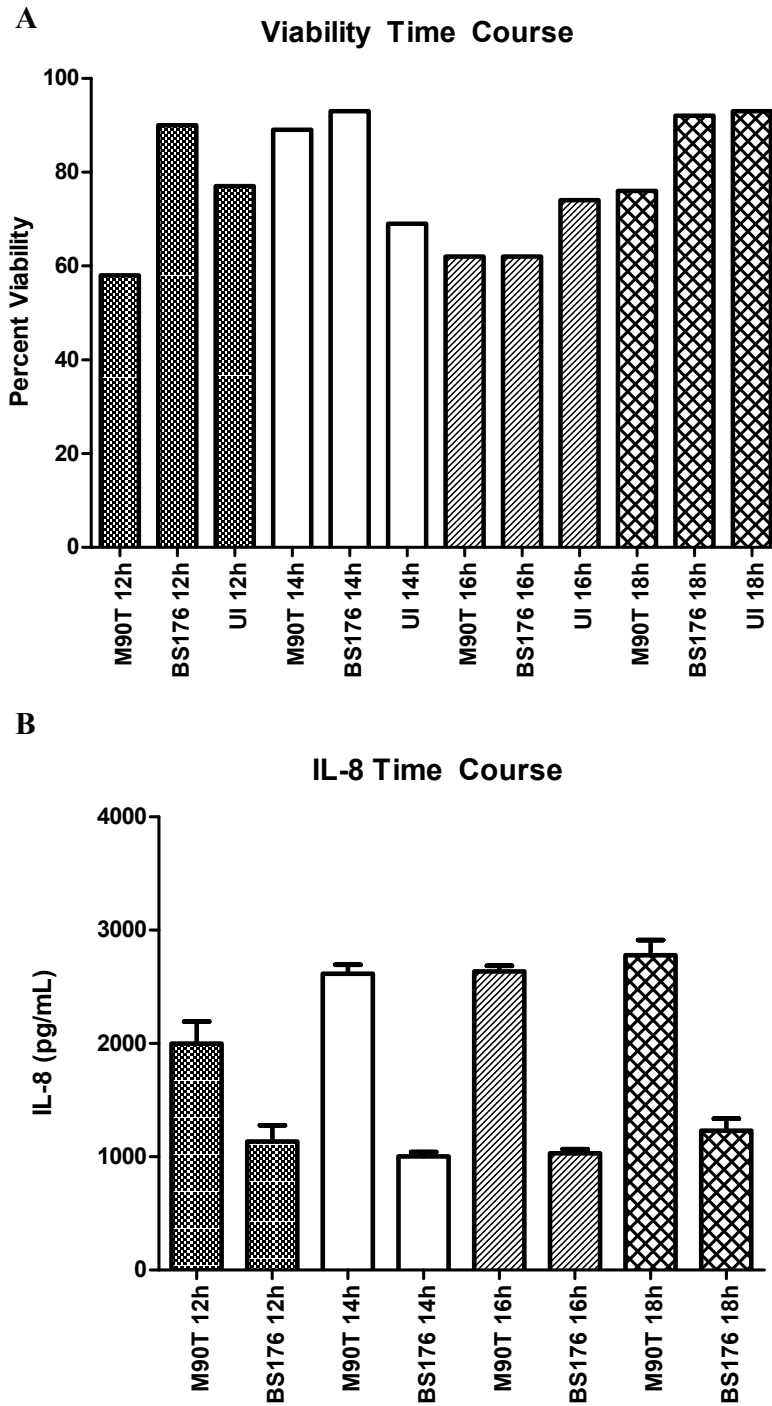 A
Viability Time Course
100
80
60
40
20
0
Percent Viability
M90T 12h
BS176 12h
UI 12h
M90T 14h
BS176 14h
UI 14h
M90T 16h
BS176 16h
UI 16h
M90T 18h
BS176 18h
UI 18h
B
IL-8 Time Course
4000
3000
2000
1000
0
IL-8 (pg/mL)
M90T 12h
BS176 12h
M90T 14h
BS176 14h
M90T 16h
BS176 16h
M90T 18h
BS176 18h